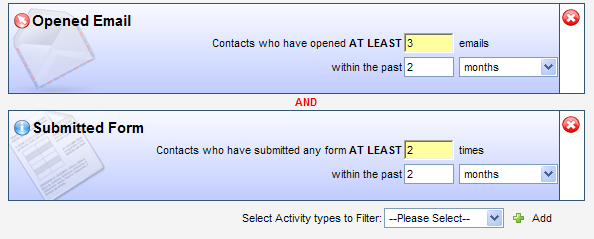 Opened Email
Contacts who have opened AT LEAST 3 emails
within the past 2 months
AND
Submitted Form
Contacts who have submitted any form AT LEAST 2 times
within the past 2 months
Select Activity types to Filter: --Please Select-- Add